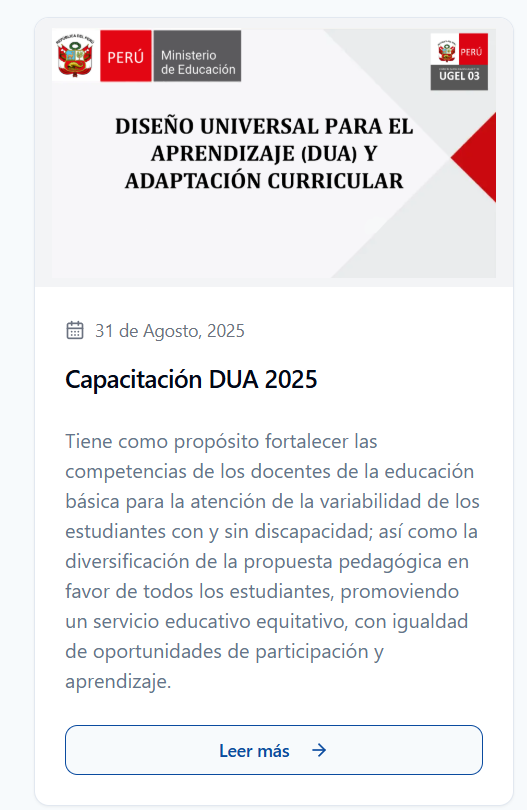 REPÚBLICA DEL PERÚ
PERÚ
Ministerio
de Educación
PERÚ
UGEL 03
DISEÑO UNIVERSAL PARA EL
APRENDIZAJE (DUA) Y
ADAPTACIÓN CURRICULAR
31 de Agosto, 2025
Capacitación DUA 2025
Tiene como propósito fortalecer las
competencias de los docentes de la educación
básica para la atención de la variabilidad de los
estudiantes con y sin discapacidad; así como la
diversificación de la propuesta pedagógica en
favor de todos los estudiantes, promoviendo
un servicio educativo equitativo, con igualdad
de oportunidades de participación y
aprendizaje.
Leer más